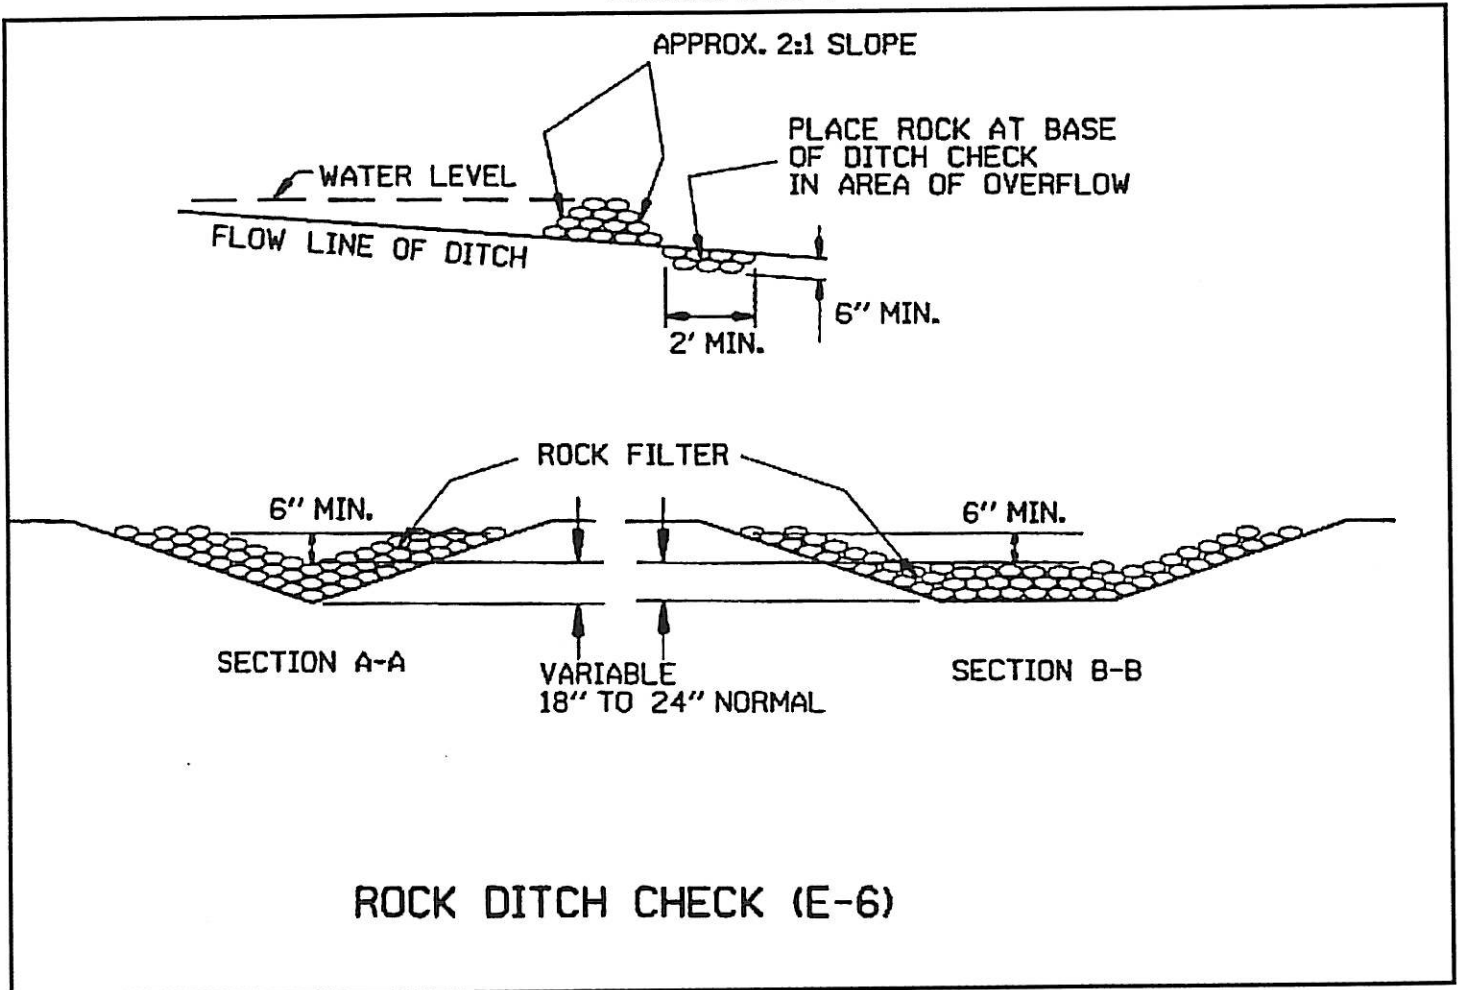 APPROX. 2:1 SLOPE
PLACE ROCK AT BASE
OF DITCH CHECK
IN AREA OF OVERFLOW
WATER LEVEL
FLOW LINE OF DITCH
6" MIN.
2' MIN.
ROCK FILTER
6" MIN.
6" MIN.
SECTION A-A
VARIABLE
18" TO 24" NORMAL
SECTION B-B
ROCK DITCH CHECK (E-6)